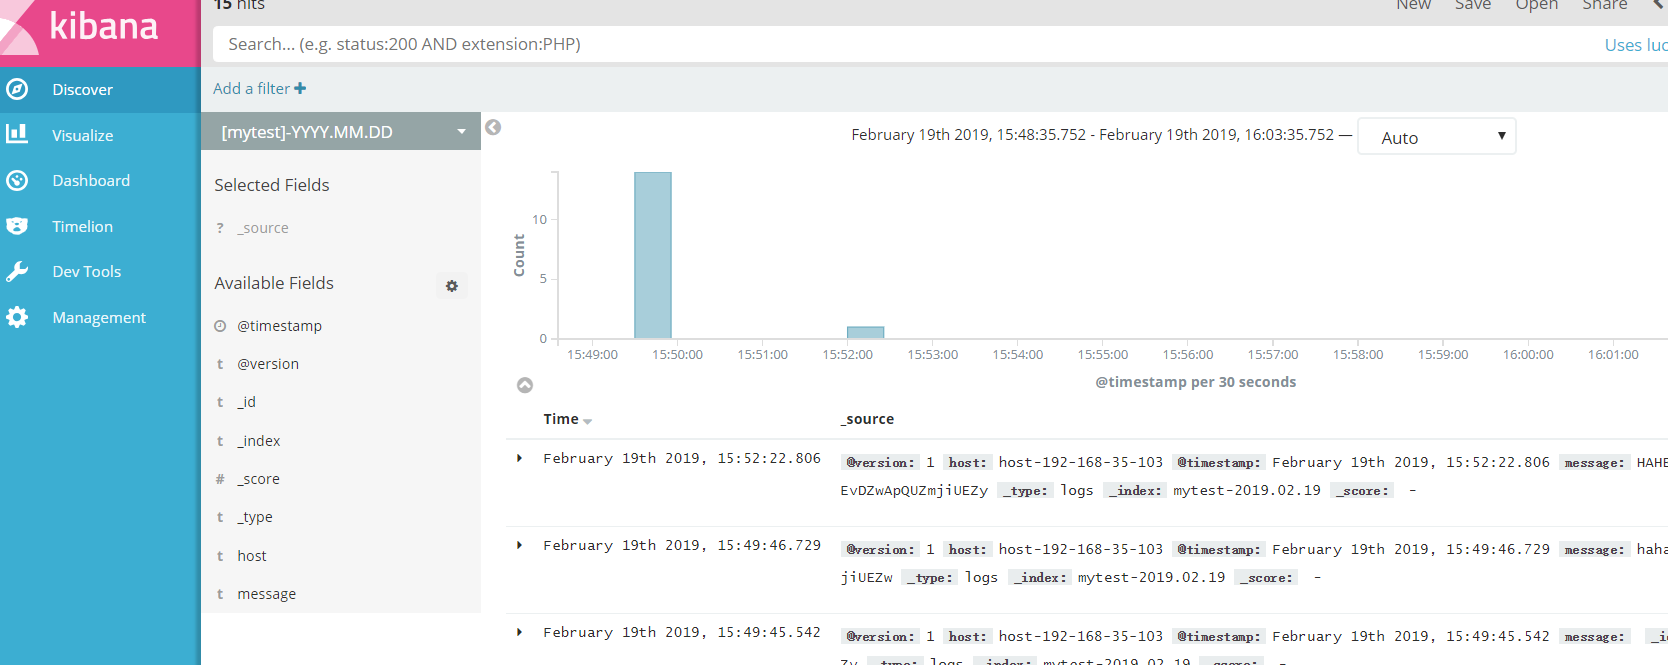 kibana
Discover
Visualize
Dashboard
Timelion
Dev Tools
Management
15 hits
New Save Open Share
Search... (e.g. status:200 AND extension:PHP)
Uses luc
Add a filter +
[mytest]-YYYY.MM.DD
Selected Fields
? _source
Available Fields
@timestamp
t @version
t _id
t _index
# _score
t _type
t host
t message
February 19th 2019, 15:48:35.752 - February 19th 2019, 16:03:35.752 —
Auto
Count
10
5
0
15:49:00 15:50:00 15:51:00 15:52:00 15:53:00 15:54:00 15:55:00 15:56:00 15:57:00 15:58:00 15:59:00 16:00:00 16:01:00
@timestamp per 30 seconds
Time _source
February 19th 2019, 15:52:22.806 @version: 1 host: host-192-168-35-103 @timestamp: February 19th 2019, 15:52:22.806 message: HAHE
EvDZwApQUZmjiUEZy _type: logs _index: mytest-2019.02.19 _score: -
February 19th 2019, 15:49:46.729 @version: 1 host: host-192-168-35-103 @timestamp: February 19th 2019, 15:49:46.729 message: haha
jiUEZw _type: logs _index: mytest-2019.02.19 _score: -
February 19th 2019, 15:49:45.542 @version: 1 host: host-192-168-35-103 @timestamp: February 19th 2019, 15:49:45.542 message: _i
Zy _type: logs _index: mytest-2019.02.19 _score: -